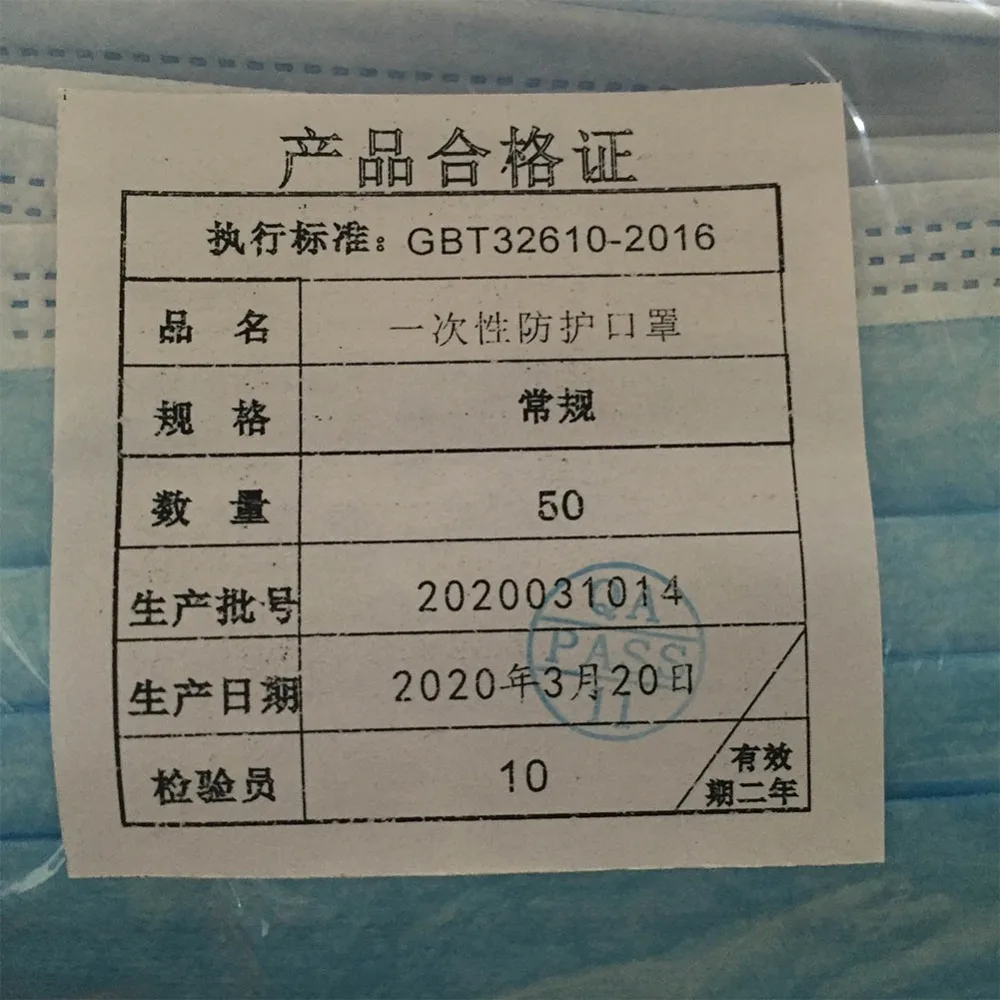 产品合格证
执行标准：GBT32610-2016
品 名 一次性防护口罩
规 格 常规
数 量 50
生产批号 2020031014
生产日期 2020年3月20日
QA
PASS
11
检验员 10
有效
期二年